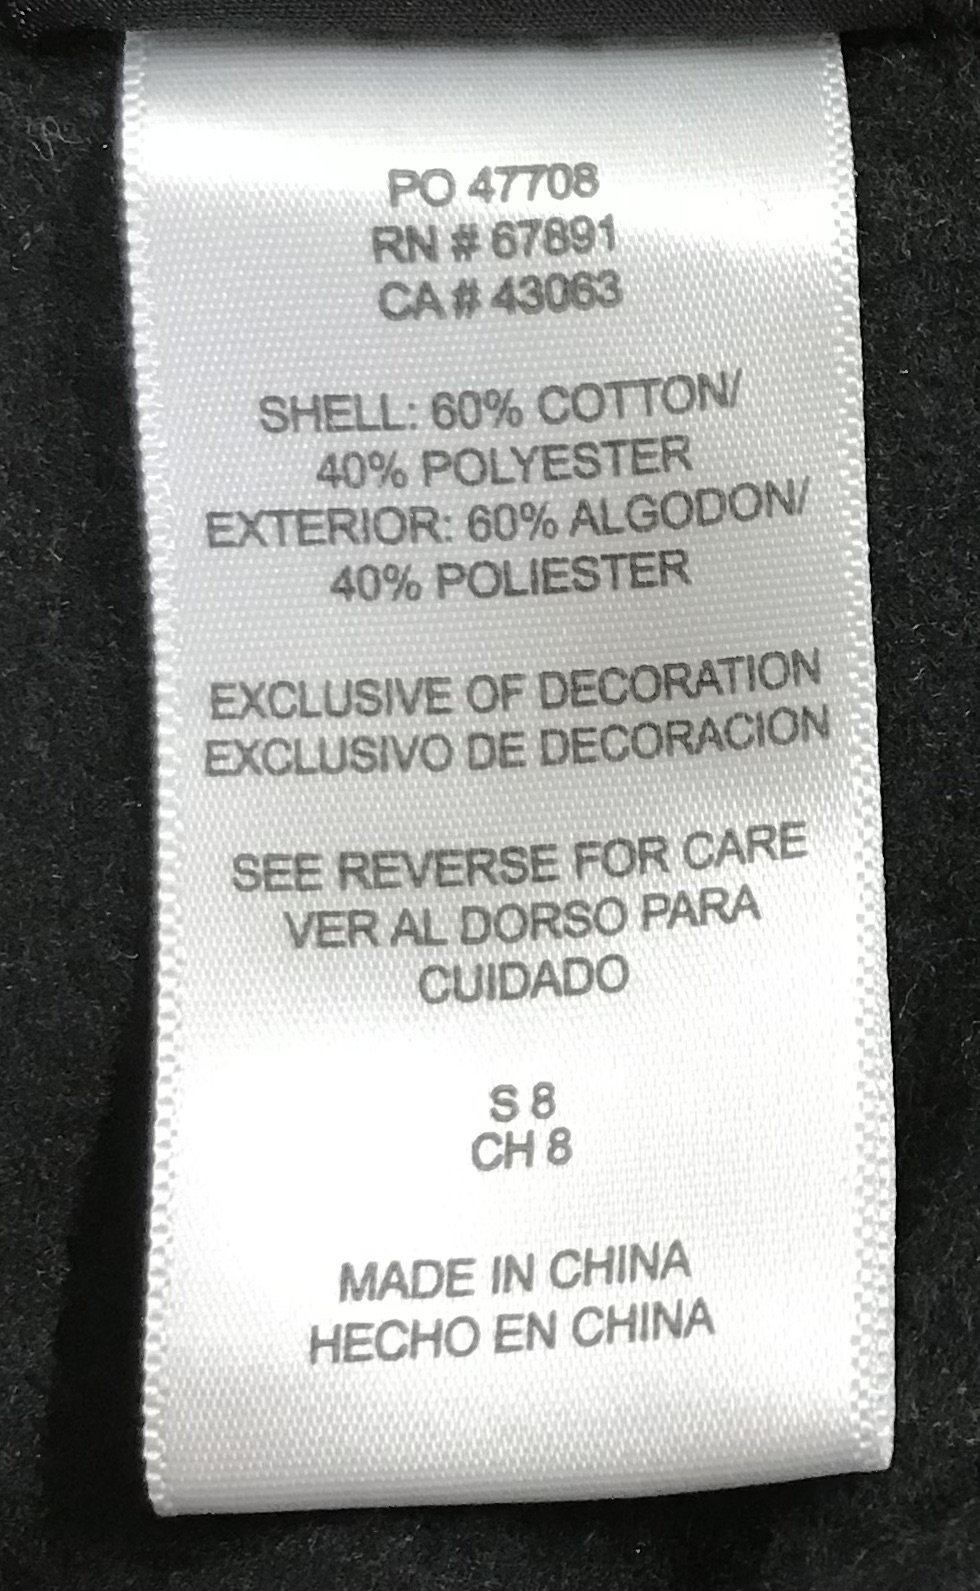 PO 47708
RN # 67891
CA # 43063
SHELL: 60% COTTON/
40% POLYESTER
EXTERIOR: 60% ALGODON/
40% POLIESTER
EXCLUSIVE OF DECORATION
EXCLUSIVO DE DECORACION
SEE REVERSE FOR CARE
VER AL DORSO PARA
CUIDADO
S 8
CH 8
MADE IN CHINA
HECHO EN CHINA